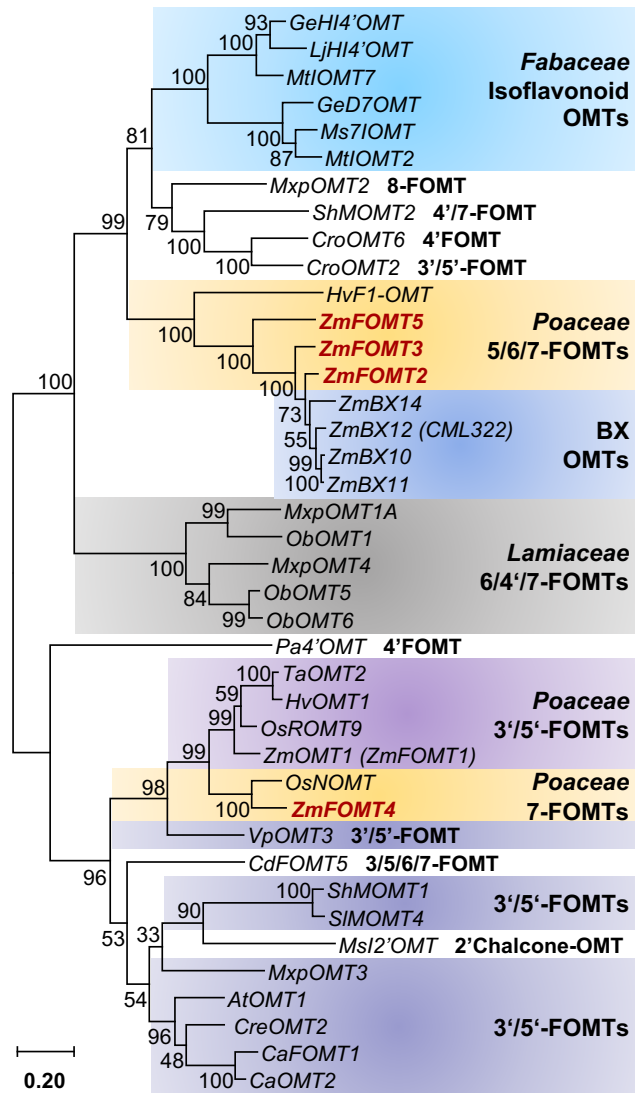 93
GeHI4'OMT
100
LjHI4'OMT
100
MtIOMT7
GeD7OMT
100
Ms7IOMT
87
MtIOMT2
Fabaceae
Isoflavonoid
OMTs
81
MxpOMT2 8-FOMT
79
ShMOMT2 4'/7-FOMT
100
CroOMT6 4'FOMT
100
CroOMT2 3'/5'-FOMT
99
HvF1-OMT
100
ZmFOMT5
ZmFOMT3
100
ZmFOMT2
Poaceae
5/6/7-FOMTs
100
73
ZmBX14
55
ZmBX12 (CML322)
99
ZmBX10
100
ZmBX11
BX
OMTs
99
MxpOMT1A
ObOMT1
100
MxpOMT4
84
ObOMT5
99
ObOMT6
Lamiaceae
6/4‘/7-FOMTs
Pa4'OMT 4'FOMT
100
TaOMT2
59
HvOMT1
99
OsROMT9
ZmOMT1 (ZmFOMT1)
Poaceae
3‘/5‘-FOMTs
99
98
OsNOMT
100
ZmFOMT4
Poaceae
7-FOMTs
VpOMT3 3'/5'-FOMT
96
CdFOMT5 3/5/6/7-FOMT
53
100
ShMOMT1
90
SlMOMT4
3‘/5‘-FOMTs
33
MsI2'OMT 2'Chalcone-OMT
54
MxpOMT3
AtOMT1
96
CreOMT2
48
CaFOMT1
100
CaOMT2
3‘/5‘-FOMTs
0.20